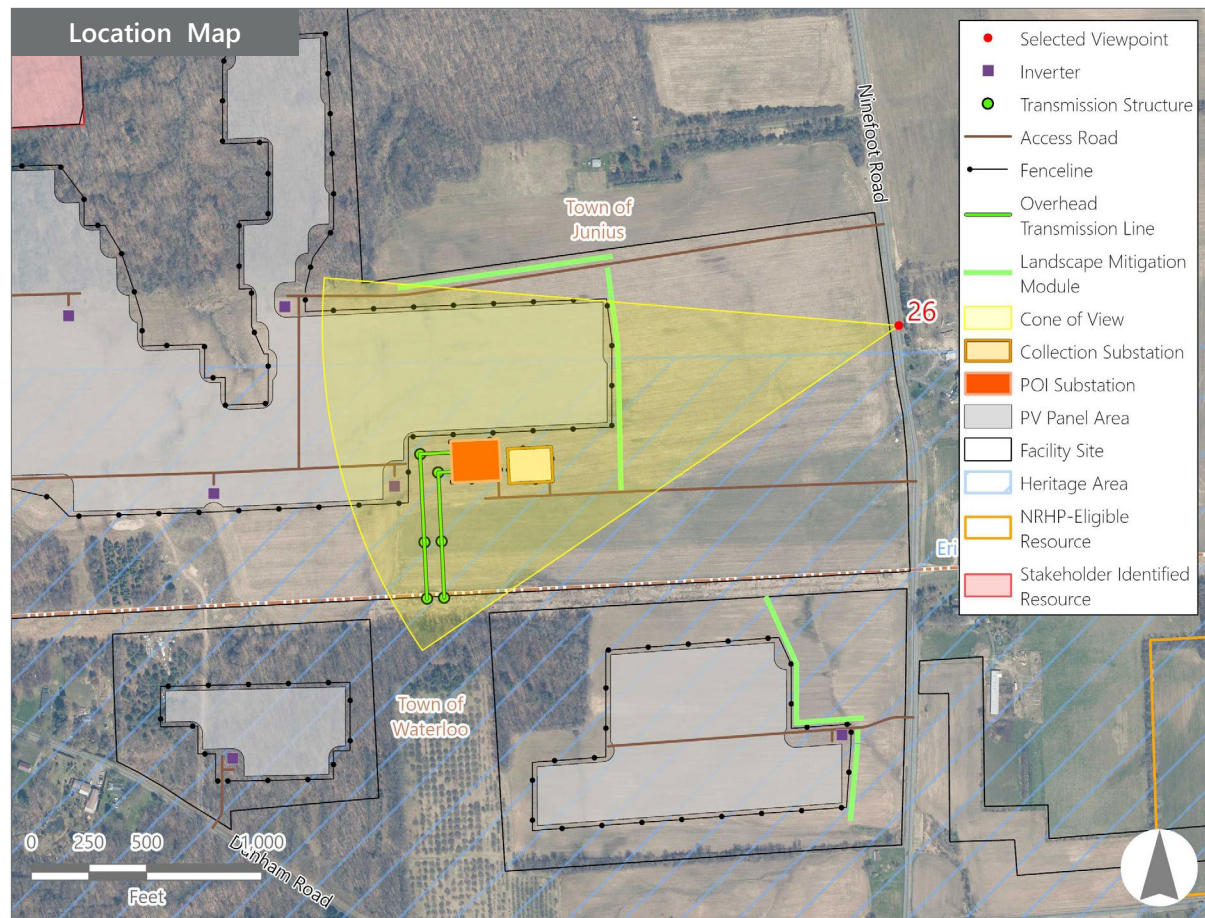 Location Map
Selected Viewpoint
Inverter
Transmission Structure
Access Road
Fenceline
Overhead
Transmission Line
Landscape Mitigation
Module
Cone of View
Collection Substation
POI Substation
PV Panel Area
Facility Site
Heritage Area
NRHP-Eligible
Resource
Stakeholder Identified
Resource
Ninefoot Road
Town of
Junius
26
Eri
Town of
Waterloo
0 250 500 1,000
Feet
Dunham Road